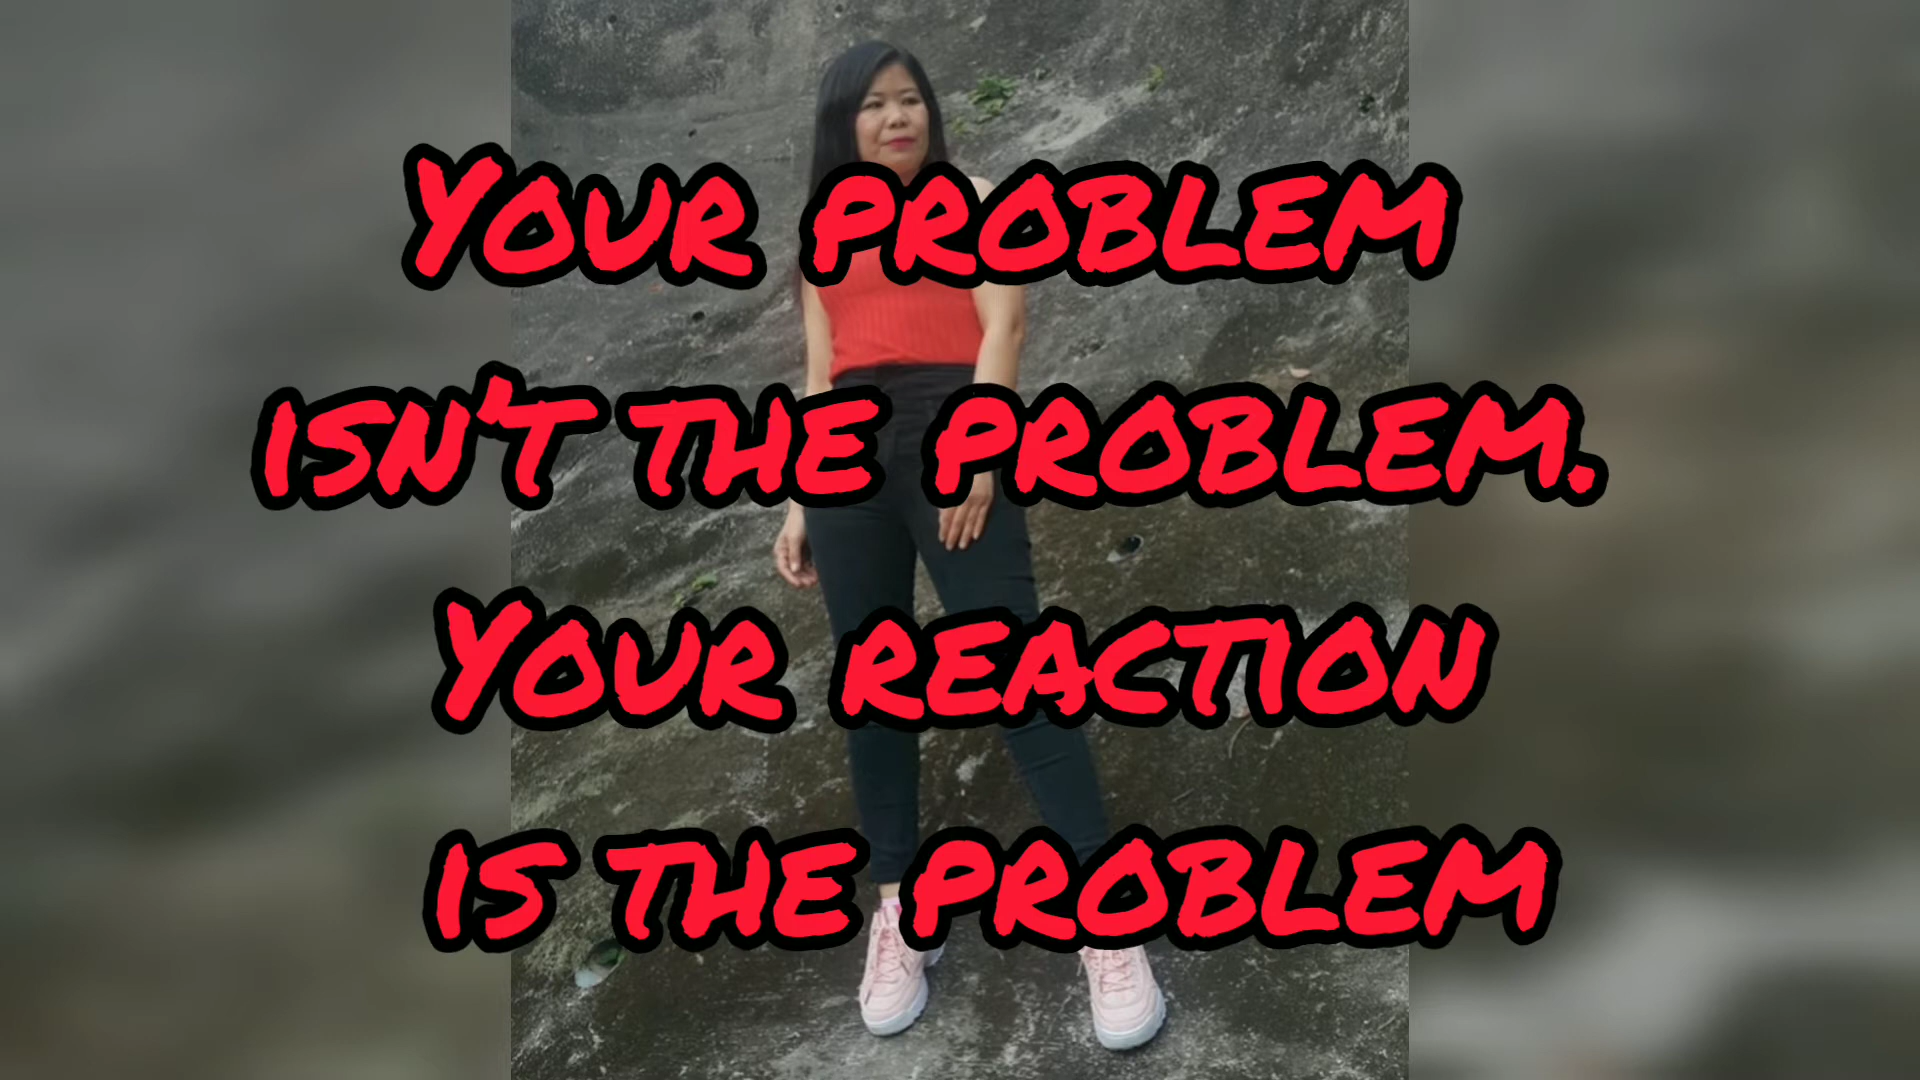 Your problem
isn't the problem.
Your reaction
is the problem